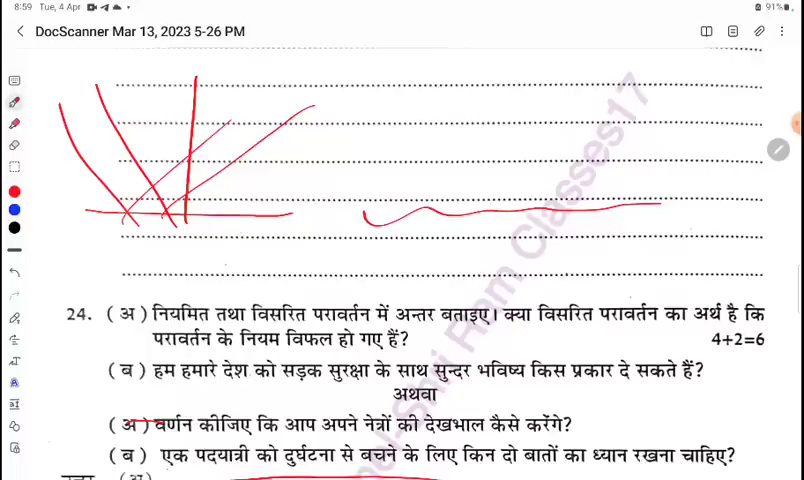 8:59 Tue, 4 Apr
91%
DocScanner Mar 13, 2023 5-26 PM
24. (अ) नियमित तथा विसरित परावर्तन में अन्तर बताइए। क्या विसरित परावर्तन का अर्थ है कि
परावर्तन के नियम विफल हो गए हैं? 4+2=6
(ब) हम हमारे देश को सड़क सुरक्षा के साथ सुन्दर भविष्य किस प्रकार दे सकते हैं?
अथवा
(अ) वर्णन कीजिए कि आप अपने नेत्रों की देखभाल कैसे करेंगे?
(ब) एक पदयात्री को दुर्घटना से बचने के लिए किन दो बातों का ध्यान रखना चाहिए?
(अ)
Shri Ram Classes17